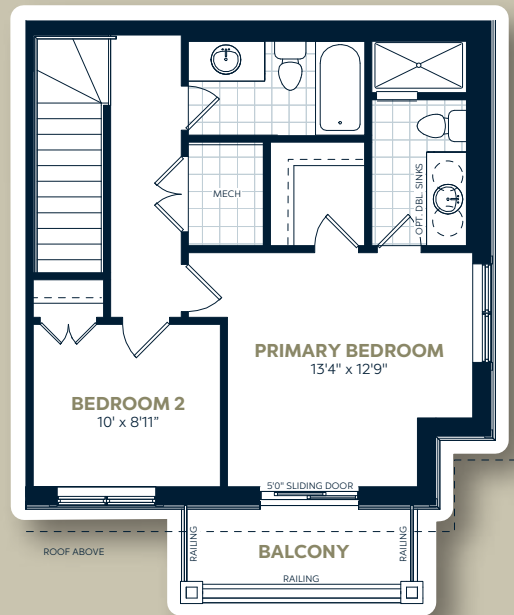 MECH
OPT. DBL. SINKS
PRIMARY BEDROOM
13'4" x 12'9"
BEDROOM 2
10' x 8'11”
5'0" SLIDING DOOR
RAILING
RAILING
BALCONY
ROOF ABOVE
RAILING